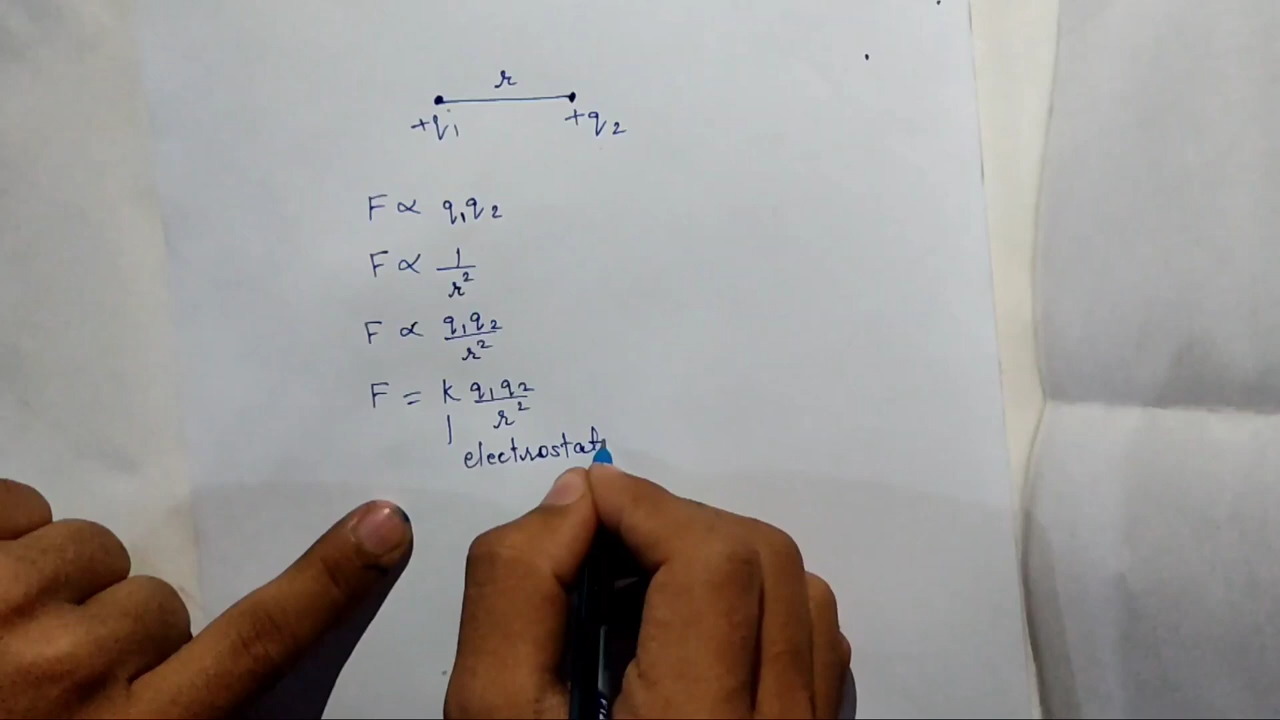 r
+q₁ +q₂
F ∝ q₁q₂
F ∝ 1/r²
F ∝ q₁q₂/r²
F = k q₁q₂/r²
electrostat